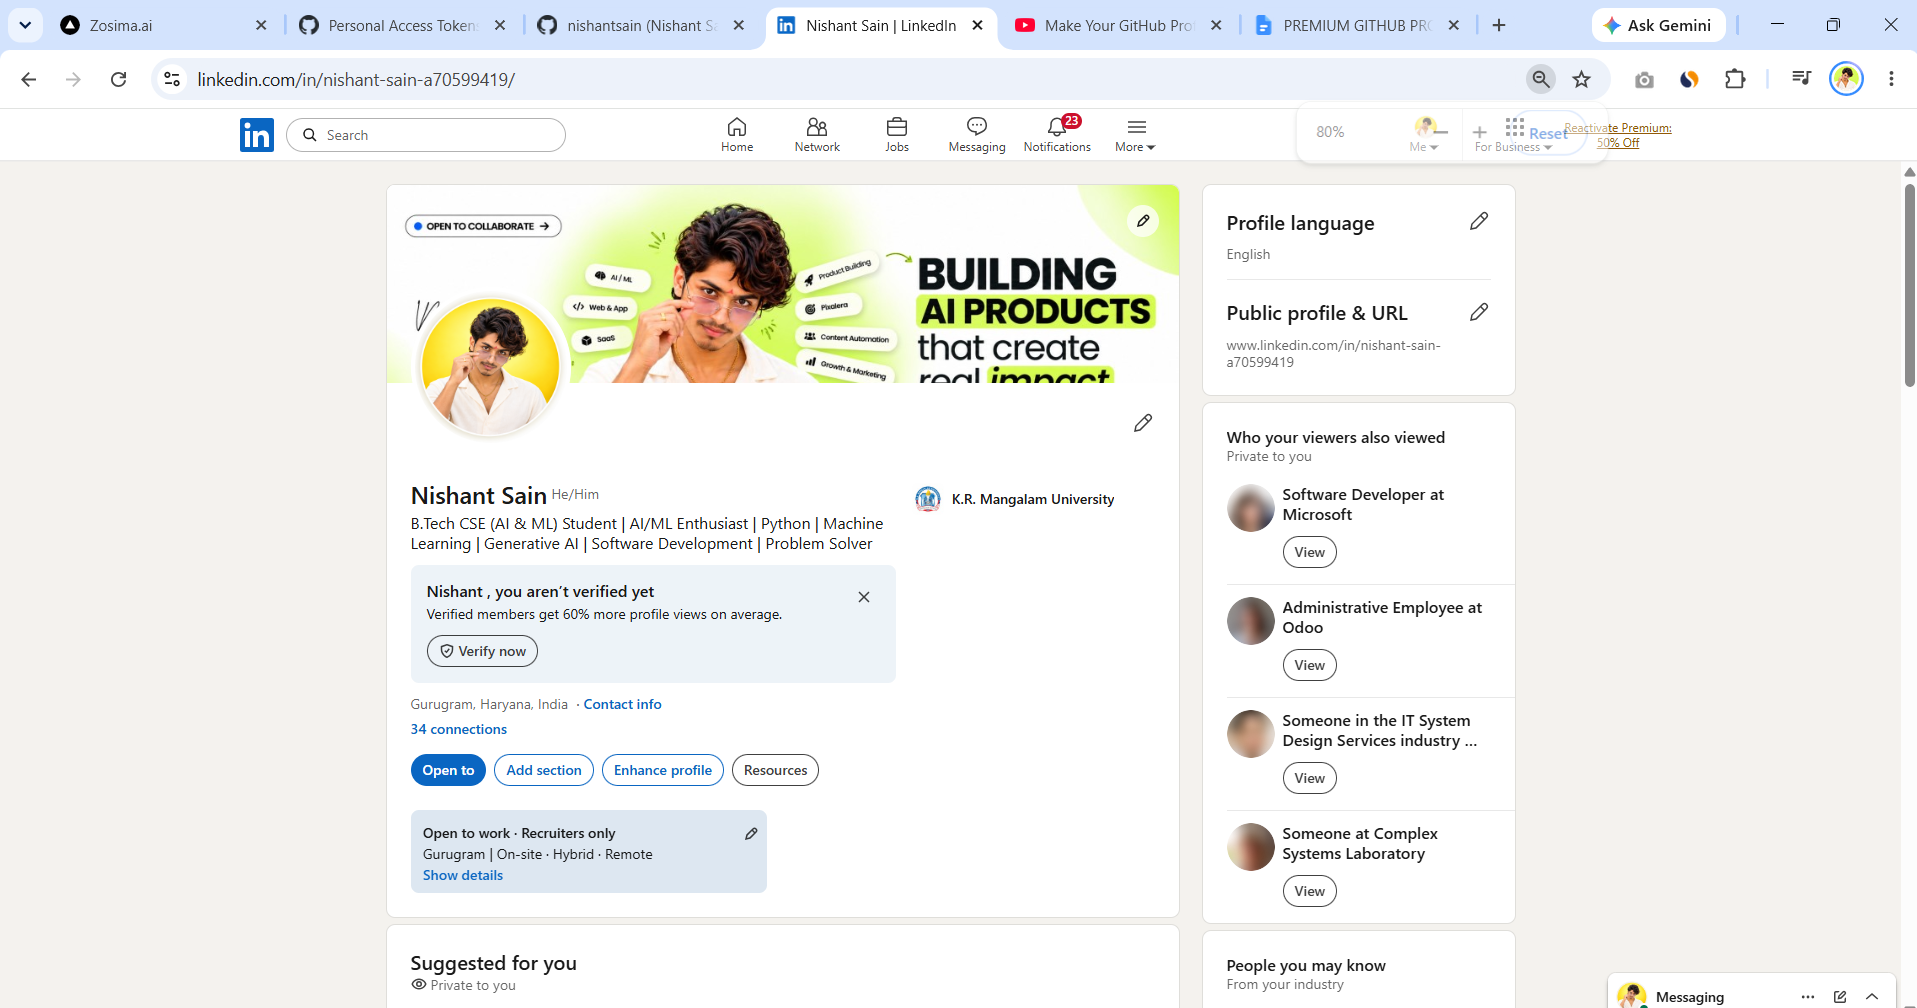 Zosima.ai
Personal Access Tokens
nishantsain (Nishant Sa
Nishant Sain | LinkedIn
Make Your GitHub Prof
PREMIUM GITHUB PRO
Ask Gemini
linkedin.com/in/nishant-sain-a70599419/
in
Search
Home
Network
Jobs
Messaging
23
Notifications
More
80%
Me
Reset
For Business
Reactivate Premium:
50% Off
OPEN TO COLLABORATE →
AI / ML
</> Web & App
SaaS
Product Building
Pixalera
Content Automation
Growth & Marketing
BUILDING
AI PRODUCTS
that create
real impact
Nishant Sain He/Him
B.Tech CSE (AI & ML) Student | AI/ML Enthusiast | Python | Machine
Learning | Generative AI | Software Development | Problem Solver
K.R. Mangalam University
Nishant , you aren’t verified yet
Verified members get 60% more profile views on average.
Verify now
Gurugram, Haryana, India · Contact info
34 connections
Open to
Add section
Enhance profile
Resources
Open to work · Recruiters only
Gurugram | On-site · Hybrid · Remote
Show details
Suggested for you
Private to you
Profile language
English
Public profile & URL
www.linkedin.com/in/nishant-sain-
a70599419
Who your viewers also viewed
Private to you
Software Developer at
Microsoft
View
Administrative Employee at
Odoo
View
Someone in the IT System
Design Services industry ...
View
Someone at Complex
Systems Laboratory
View
People you may know
From your industry
Messaging